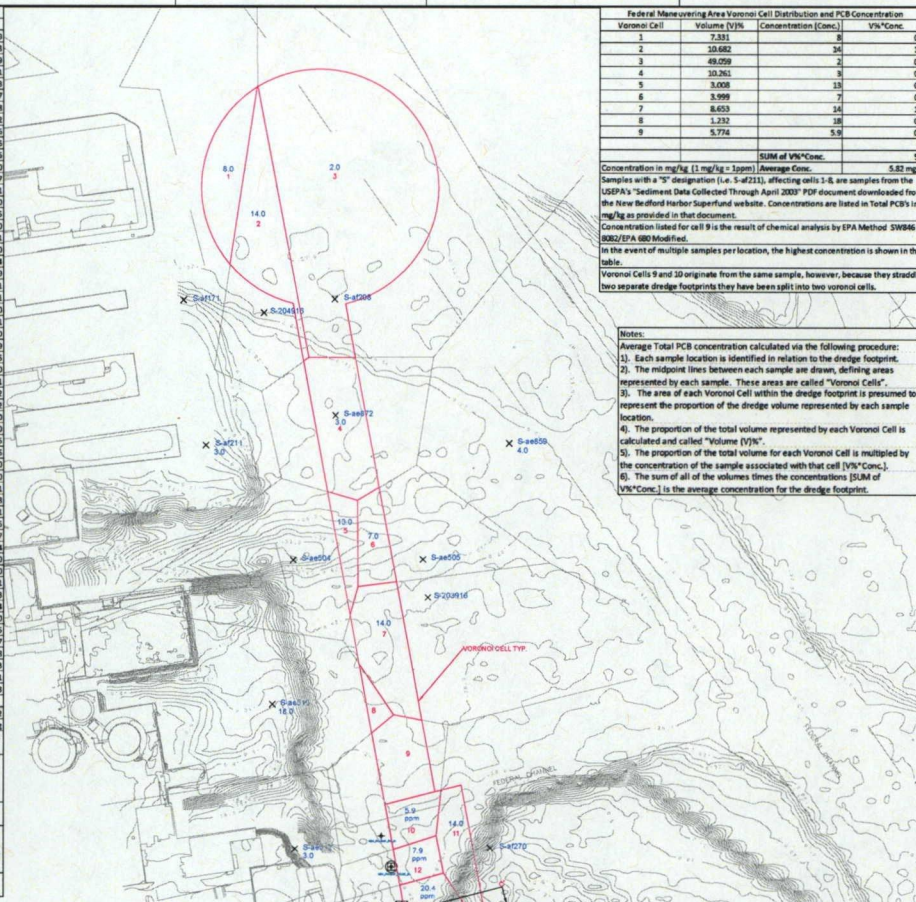 Federal Maneuvering Area Voronoi Cell Distribution and PCB Concentration
Voronoi Cell Volume (V)% Concentration [Conc.] V%*Conc.
1 7.331 8
2 10.682 14
3 49.059 2
4 10.261 3
5 3.008 13
6 3.999 7
7 8.653 14
8 1.232 18
9 5.774 5.9
SUM of V%*Conc.
Concentration in mg/kg (1 mg/kg = 1ppm) Average Conc. 5.82 mg
Samples with a "S" designation (i.e. S-af211), affecting cells 1-8, are samples from the
USEPA's "Sediment Data Collected Through April 2003" PDF document downloaded fro
the New Bedford Harbor Superfund website. Concentrations are listed in Total PCB's in
mg/kg as provided in that document.
Concentration listed for cell 9 is the result of chemical analysis by EPA Method SW846
8082/EPA 680 Modified.
In the event of multiple samples per location, the highest concentration is shown in th
table.
Voronoi Cells 9 and 10 originate from the same sample, however, because they stradd
two separate dredge footprints they have been split into two voronoi cells.
Notes:
Average Total PCB concentration calculated via the following procedure:
1). Each sample location is identified in relation to the dredge footprint.
2). The midpoint lines between each sample are drawn, defining areas
represented by each sample. These areas are called "Voronoi Cells".
3). The area of each Voronoi Cell within the dredge footprint is presumed to
represent the proportion of the dredge volume represented by each sample
location.
4). The proportion of the total volume represented by each Voronoi Cell is
calculated and called "Volume (V)%".
5). The proportion of the total volume for each Voronoi Cell is multipled by
the concentration of the sample associated with that cell [V%*Conc.].
6). The sum of all of the volumes times the concentrations [SUM of
V%*Conc.] is the average concentration for the dredge footprint.
8.0
1
2.0
3
14.0
2
S-af171
S-204915
S-af208
S-ae872
3.0
4
S-af211
3.0
S-ae859
4.0
13.0
5
7.0
6
S-ae504
S-ae505
S-203916
14.0
7
VORONOI CELL TYP.
18.0
8
9
FEDERAL CHANNEL
5.9
ppm
10
14.0
11
7.9
ppm
12
3.0
S-af270
20.4
ppm